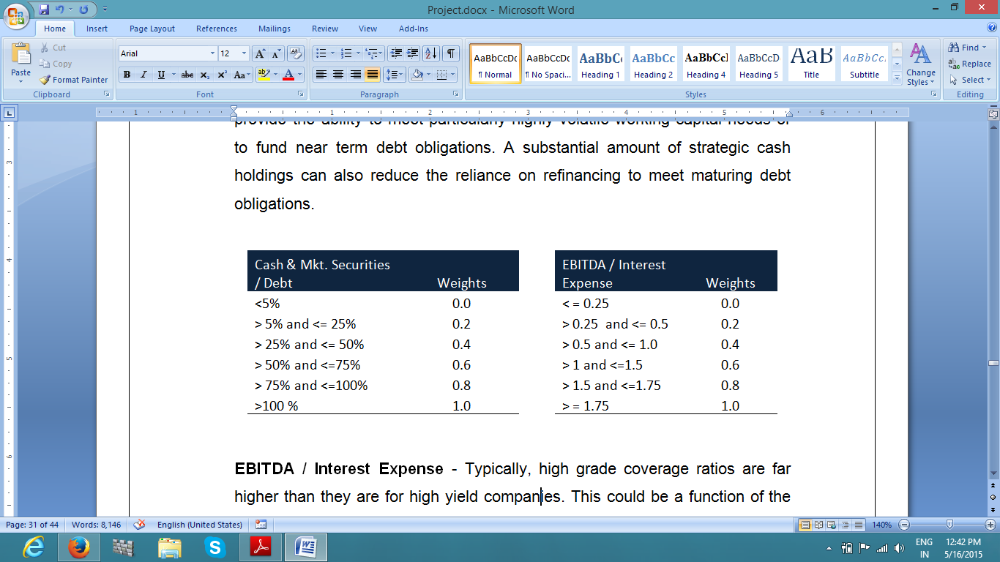 Project.docx - Microsoft Word
Home Insert Page Layout References Mailings Review View Add-Ins
Cut
Copy
Format Painter
Paste
Clipboard
Arial 12
Font
Paragraph
AaBbCcDc AaBbCcDc AaBbC AaBbCc AaBbCcI AaBbCcD AaB AaBbCc.
¶ Normal ¶ No Spaci... Heading 1 Heading 2 Heading 4 Heading 5 Title Subtitle
Change Styles
Styles
Find
Replace
Select
Editing
1 1 2 3 4 5 6
provide the ability to meet particularly highly volatile working capital needs or
to fund near term debt obligations. A substantial amount of strategic cash
holdings can also reduce the reliance on refinancing to meet maturing debt
obligations.
Cash & Mkt. Securities
/ Debt Weights
<5% 0.0
> 5% and <= 25% 0.2
> 25% and <= 50% 0.4
> 50% and <=75% 0.6
> 75% and <=100% 0.8
>100 % 1.0
EBITDA / Interest
Expense Weights
< = 0.25 0.0
> 0.25 and <= 0.5 0.2
> 0.5 and <= 1.0 0.4
> 1 and <=1.5 0.6
> 1.5 and <=1.75 0.8
> = 1.75 1.0
EBITDA / Interest Expense - Typically, high grade coverage ratios are far
higher than they are for high yield companies. This could be a function of the
Page: 31 of 44 Words: 8,146 English (United States) 140%
ENG 12:42 PM
IN 5/16/2015